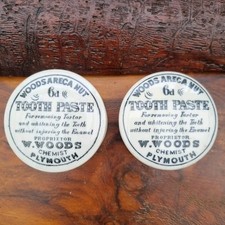 WOODS ARECA NUT
6d
TOOTH PASTE
For removing Tartar
and whitening the Teeth
without injuring the Enamel
PROPRIETOR
W. WOODS
CHEMIST
PLYMOUTH
WOODS ARECA NUT
6d
TOOTH PASTE
For removing Tartar
and whitening the Teeth
without injuring the Enamel
PROPRIETOR
W. WOODS
CHEMIST
PLYMOUTH